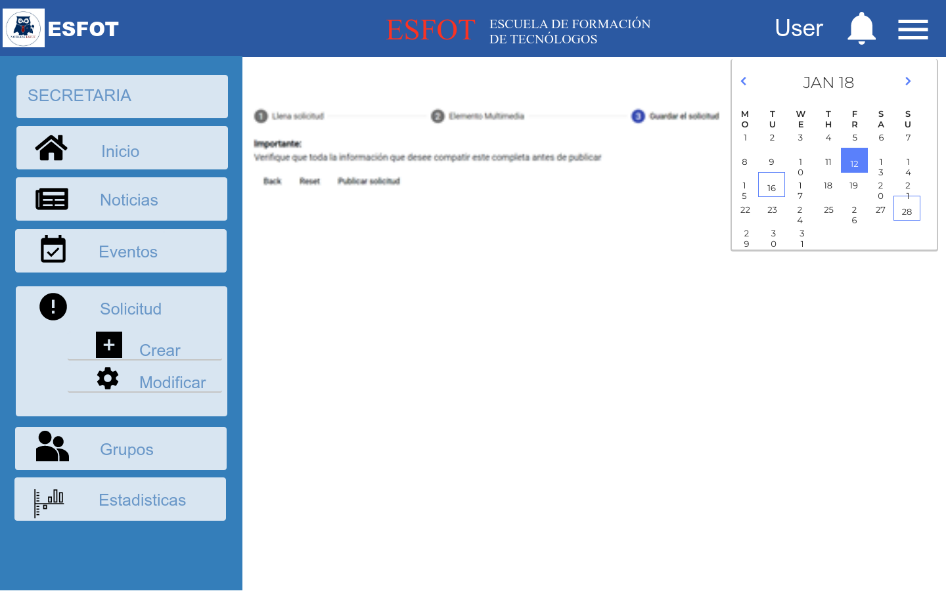 ESFOT
ESFOT ESCUELA DE FORMACIÓN
DE TECNÓLOGOS
User
SECRETARIA
Inicio
Noticias
Eventos
Solicitud
Crear
Modificar
Grupos
Estadisticas
1 Llena solicitud
2 Elemento Multimedia
3 Guardar el solicitud
Importante:
Verifique que toda la información que desee compatir este completa antes de publicar
Back Reset Publicar solicitud
JAN 18
MO TU WE TH FR SA SU
1 2 3 4 5 6 7
8 9 10 11 12 13 14
15 16 17 18 19 20 21
22 23 24 25 26 27 28
29 30 31